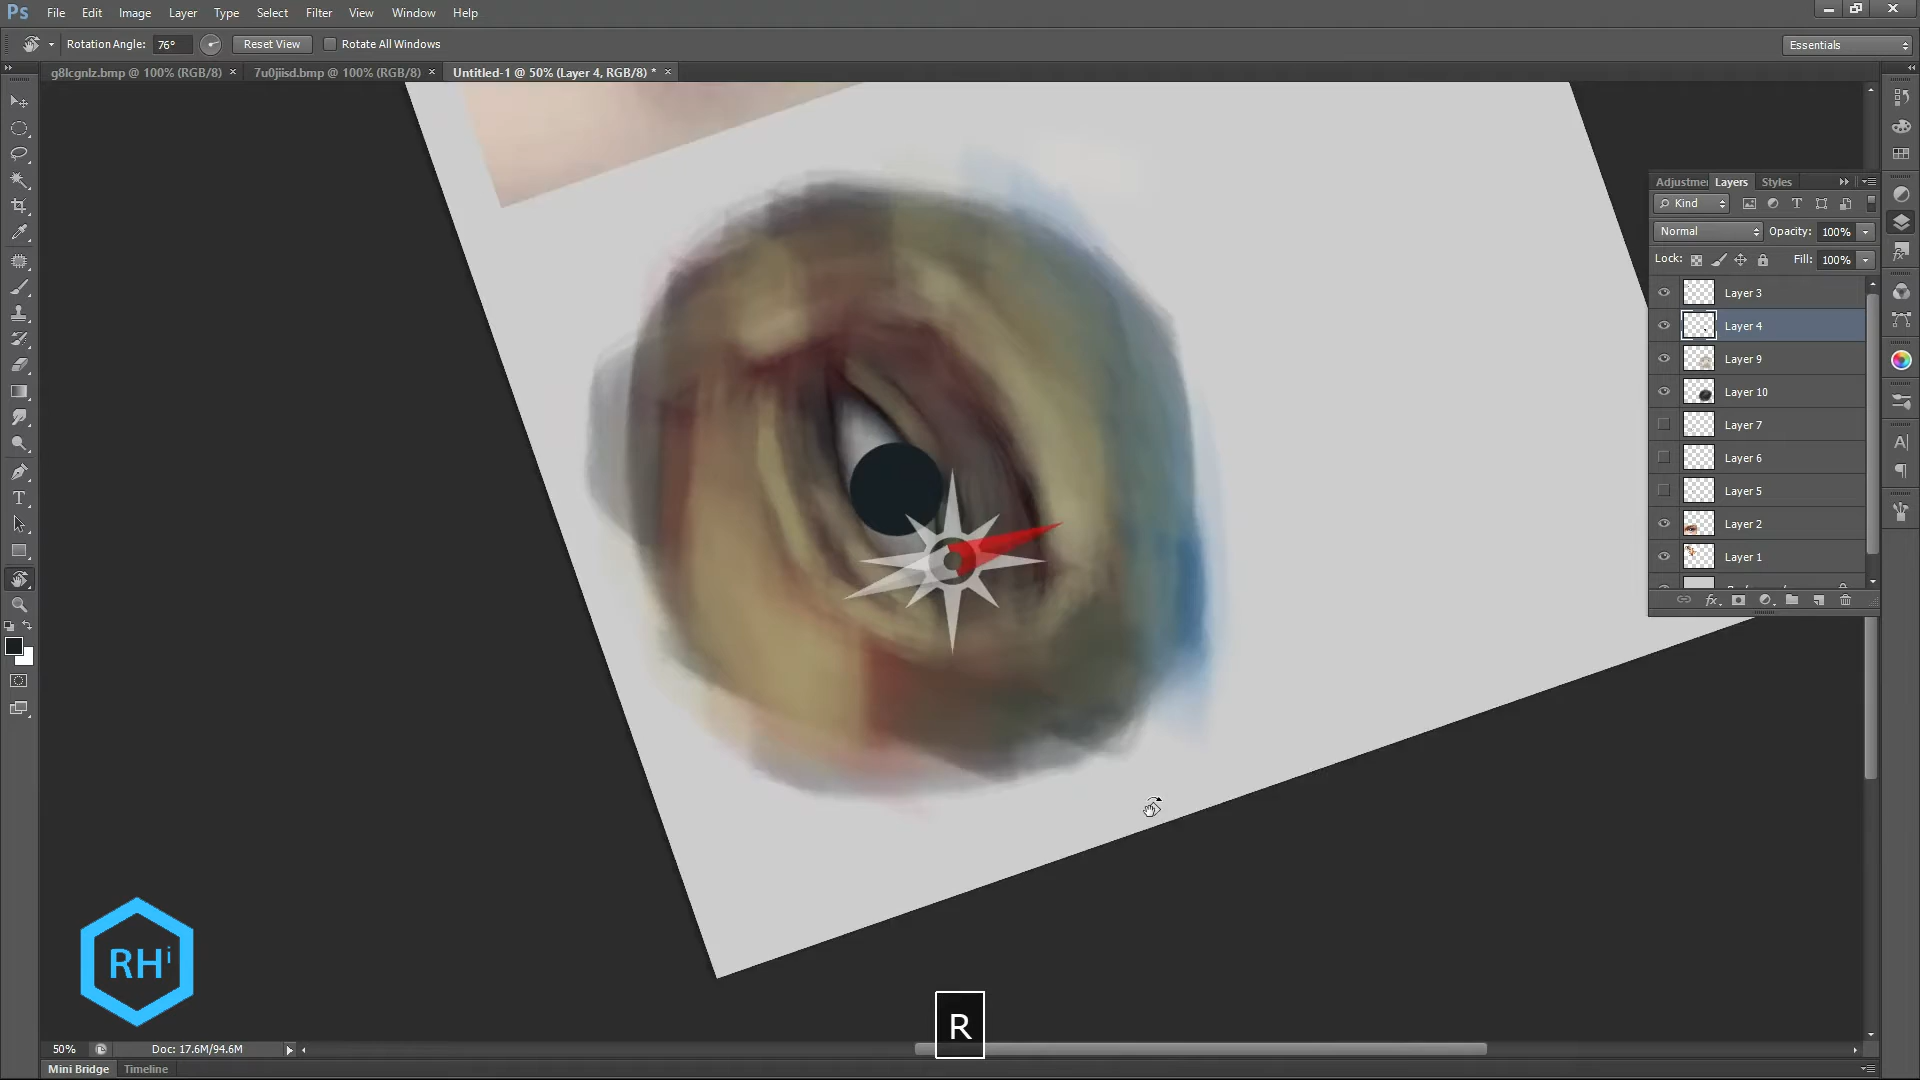 Ps File Edit Image Layer Type Select Filter View Window Help
Rotation Angle: 76° Reset View Rotate All Windows Essentials
g8lcgnlz.bmp @ 100% (RGB/8) × 7u0jiisd.bmp @ 100% (RGB/8) × Untitled-1 @ 50% (Layer 4, RGB/8) * ×
Adjustmen Layers Styles
Kind
Normal Opacity: 100%
Lock: Fill: 100%
Layer 3
Layer 4
Layer 9
Layer 10
Layer 7
Layer 6
Layer 5
Layer 2
Layer 1
RHi
R
50% Doc: 17.6M/94.6M
Mini Bridge Timeline